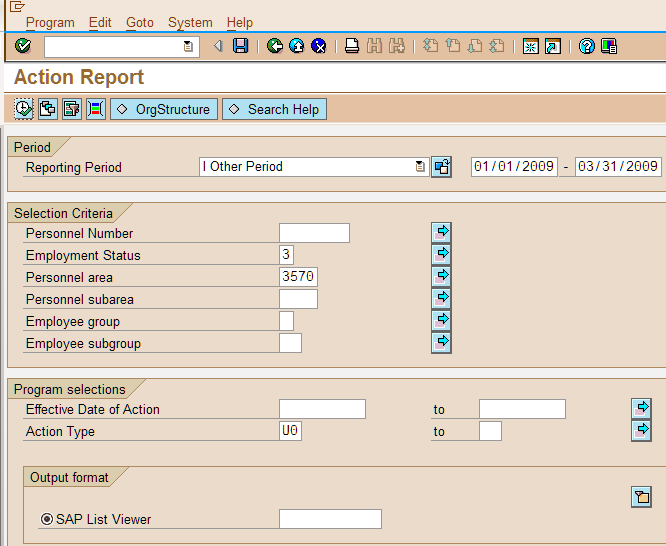 Program Edit Goto System Help
Action Report
OrgStructure Search Help
Period
Reporting Period I Other Period 01/01/2009 - 03/31/2009
Selection Criteria
Personnel Number
Employment Status 3
Personnel area 3570
Personnel subarea
Employee group
Employee subgroup
Program selections
Effective Date of Action to
Action Type U0 to
Output format
SAP List Viewer